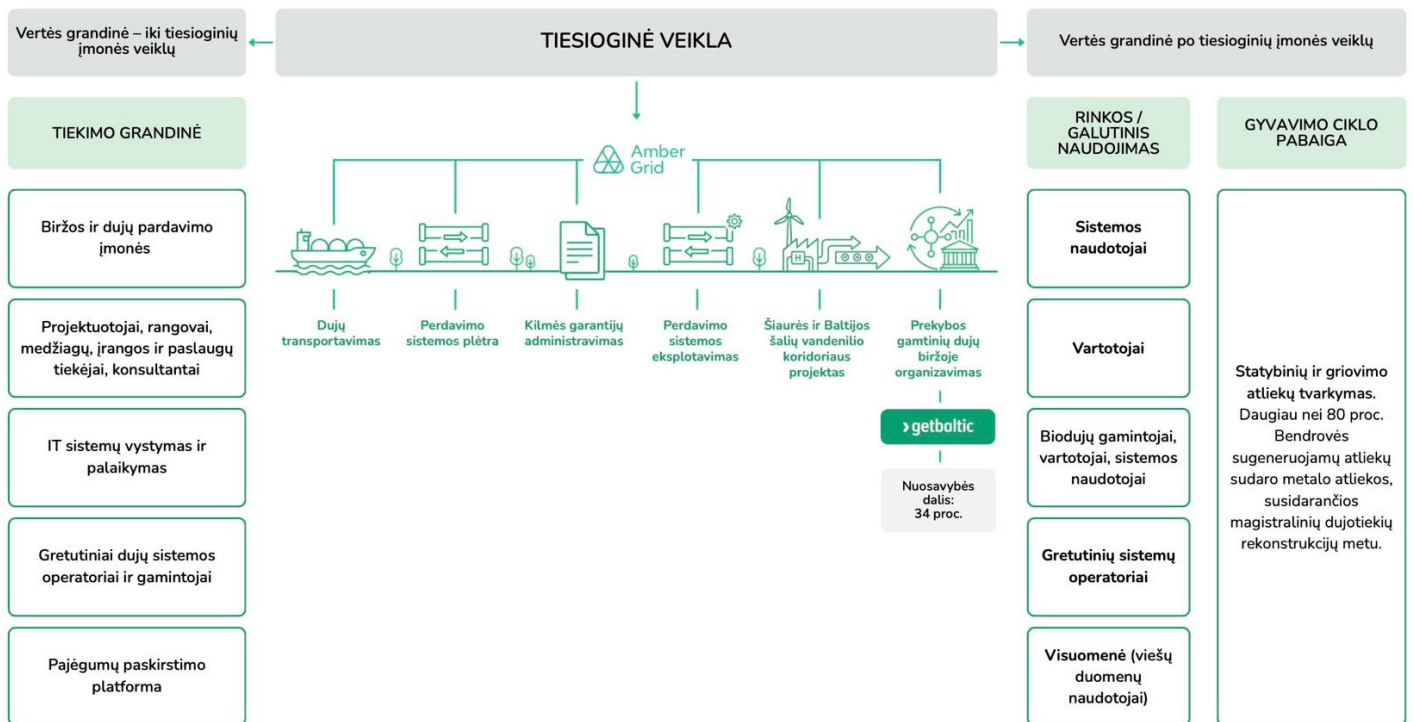 Vertės grandinė – iki tiesioginių
įmonės veiklų
TIESIOGINĖ VEIKLA
Vertės grandinė po tiesioginių įmonės veiklų
TIEKIMO GRANDINĖ
Biržos ir dujų pardavimo
įmonės
Projektuotojai, rangovai,
medžiagų, įrangos ir paslaugų
tiekėjai, konsultantai
IT sistemų vystymas ir
palaikymas
Gretutiniai dujų sistemos
operatoriai ir gamintojai
Pajėgumų paskirstimo
platforma
Amber
Grid
H
Dujų
transportavimas
Perdavimo
sistemos plėtra
Kilmės garantijų
administravimas
Perdavimo
sistemos
eksplotavimas
Šiaurės ir Baltijos
šalių vandenilio
koridoriaus
projektas
Prekybos
gamtinių dujų
biržoje
organizavimas
getbaltic
Nuosavybės
dalis:
34 proc.
RINKOS /
GALUTINIS
NAUDOJIMAS
Sistemos
naudotojai
Vartotojai
Biodujų gamintojai,
vartotojai, sistemos
naudotojai
Gretutinių sistemų
operatoriai
Visuomenė (viešų
duomenų
naudotojai)
GYVAVIMO CIKLO
PABAIGA
Statybinių ir griovimo
atliekų tvarkymas.
Daugiau nei 80 proc.
Bendrovės
sugeneruojamų atliekų
sudaro metalo atliekos,
susidarančios
magistralinių dujotiekių
rekonstrukcijų metu.